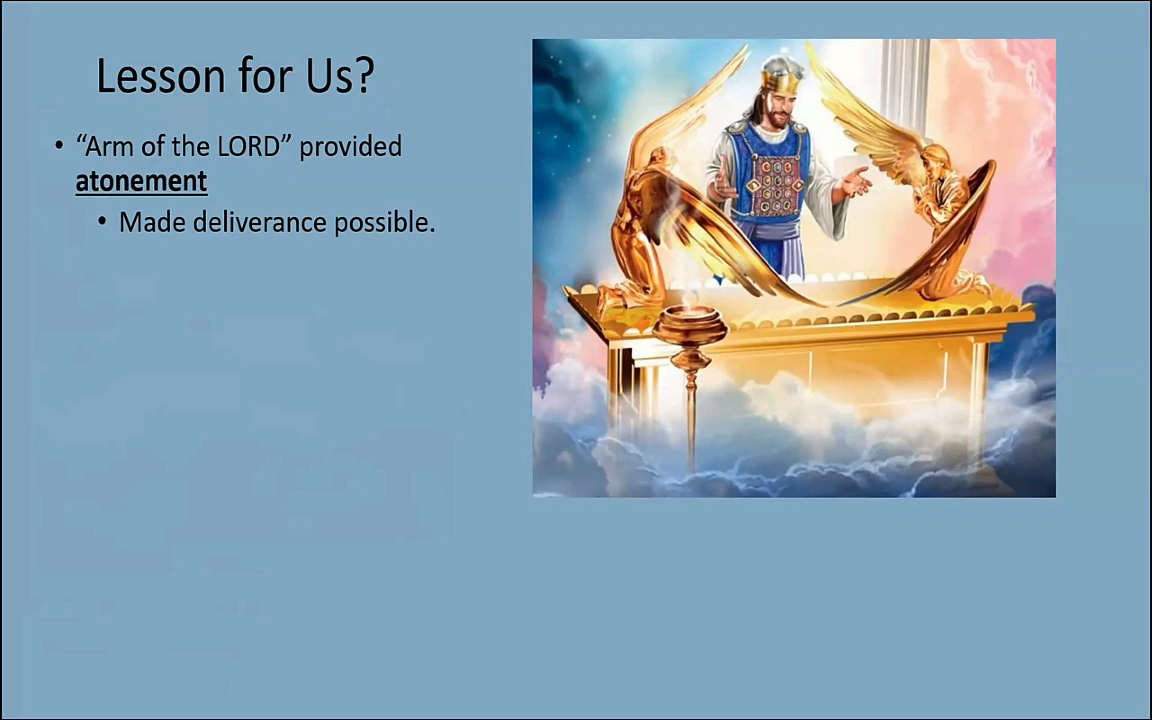 Lesson for Us?
• “Arm of the LORD” provided
atonement
• Made deliverance possible.